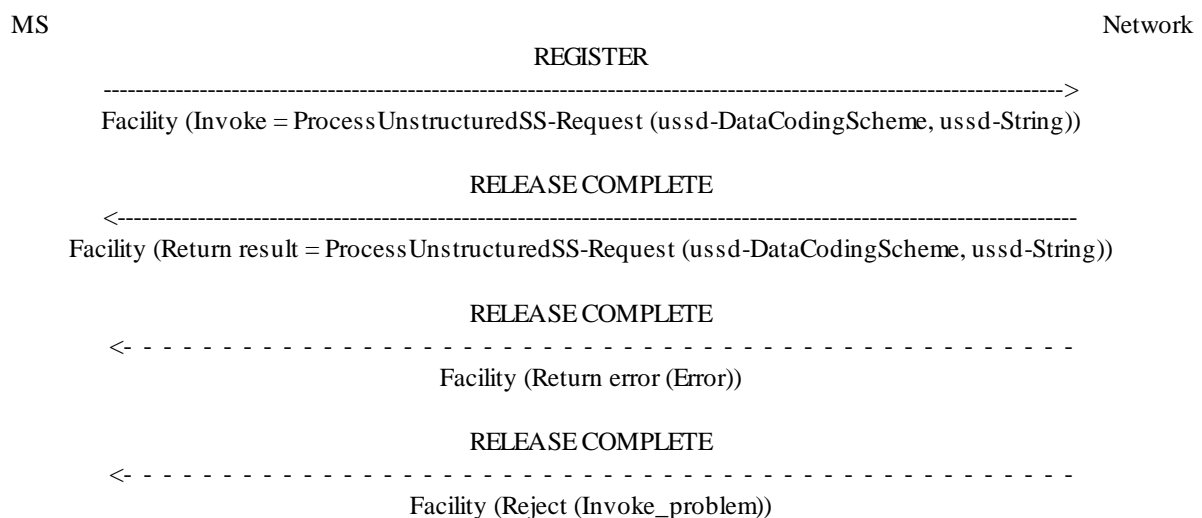 MS Network
REGISTER
------------------------------------------------------------------------------------------------------------------------>
Facility (Invoke = ProcessUnstructuredSS-Request (ussd-DataCodingScheme, ussd-String))
RELEASE COMPLETE
<------------------------------------------------------------------------------------------------------------------------
Facility (Return result = ProcessUnstructuredSS-Request (ussd-DataCodingScheme, ussd-String))
RELEASE COMPLETE
<- - - - - - - - - - - - - - - - - - - - - - - - - - - - - - - - - - - - - - - - - - - - - - - -
Facility (Return error (Error))
RELEASE COMPLETE
<- - - - - - - - - - - - - - - - - - - - - - - - - - - - - - - - - - - - - - - - - - - - - - - -
Facility (Reject (Invoke_problem))